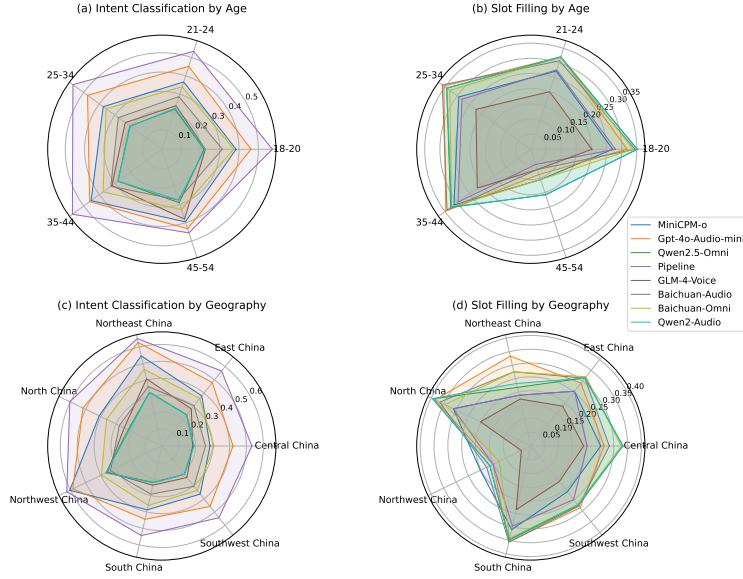 (a) Intent Classification by Age
21-24
25-34
0.5
0.4
0.3
0.2
0.1
18-20
35-44
45-54
(b) Slot Filling by Age
21-24
25-34
0.35
0.30
0.25
0.20
0.15
0.10
0.05
18-20
35-44
45-54
MiniCPM-o
Gpt-4o-Audio-mini
Qwen2.5-Omni
Pipeline
GLM-4-Voice
Baichuan-Audio
Baichuan-Omni
Qwen2-Audio
(c) Intent Classification by Geography
Northeast China
East China
0.6
0.5
0.4
0.3
0.2
0.1
North China
Central China
Northwest China
Southwest China
South China
(d) Slot Filling by Geography
Northeast China
East China
0.40
0.35
0.30
0.25
0.20
0.15
0.10
0.05
North China
Central China
Northwest China
Southwest China
South China